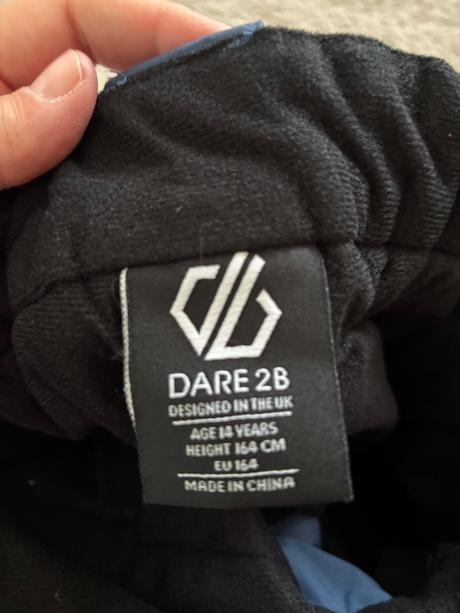 DARE 2B
DESIGNED IN THE UK
AGE 14 YEARS
HEIGHT 164 CM
EU 164
MADE IN CHINA